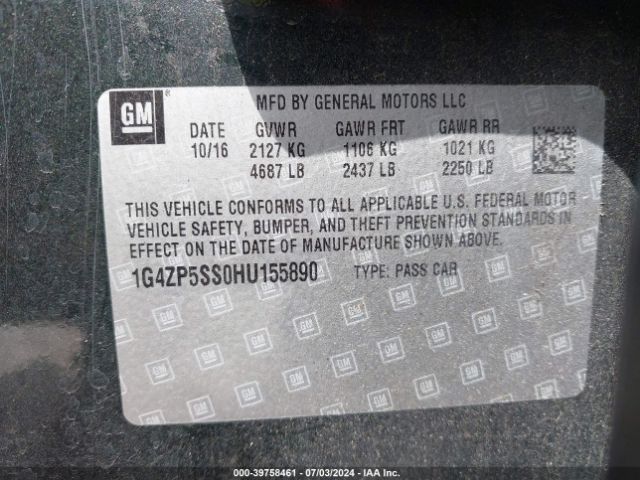 GM ® MFD BY GENERAL MOTORS LLC
DATE GVWR GAWR FRT GAWR RR
10/16 2127 KG 1106 KG 1021 KG
4687 LB 2437 LB 2250 LB
THIS VEHICLE CONFORMS TO ALL APPLICABLE U.S. FEDERAL MOTOR
VEHICLE SAFETY, BUMPER, AND THEFT PREVENTION STANDARDS IN
EFFECT ON THE DATE OF MANUFACTURE SHOWN ABOVE.
1G4ZP5SS0HU155890 TYPE: PASS CAR
000-39758461 - 07/03/2024 - IAA Inc.